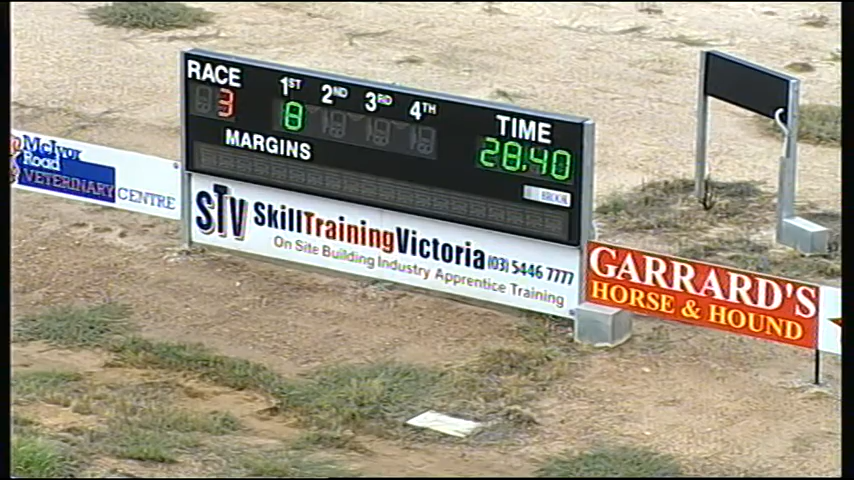 RACE 1ST 2ND 3RD 4TH TIME
3 8 28.40
MARGINS
McIvor
Road
VETERINARY CENTRE
STV SkillTrainingVictoria (03) 5446 7777
On Site Building Industry Apprentice Training
GARRARD'S
HORSE & HOUND